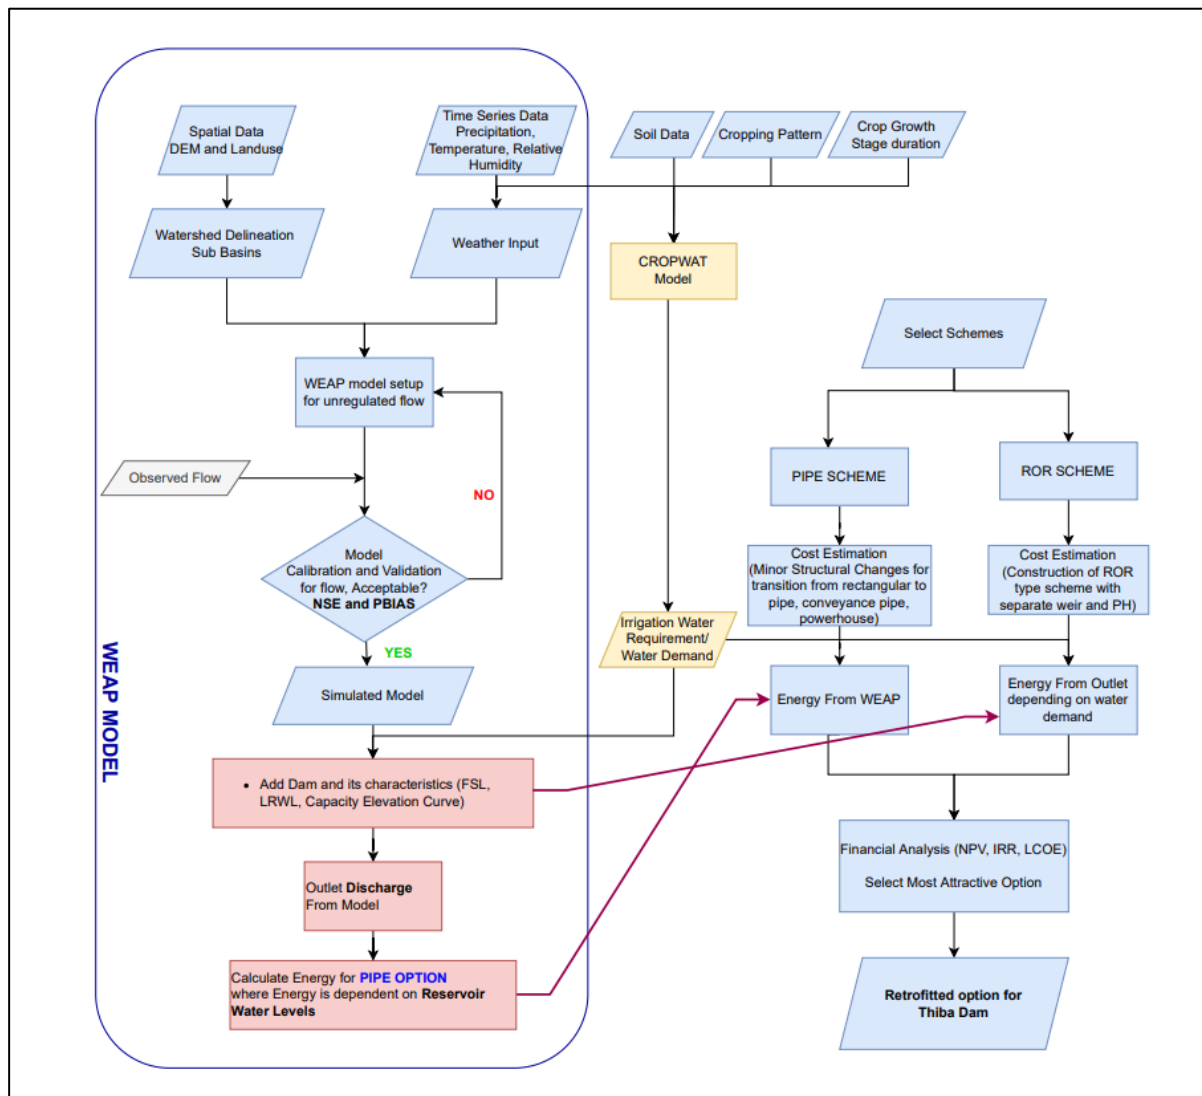 Spatial Data
DEM and Landuse
Time Series Data
Precipitation,
Temperature, Relative
Humidity
Soil Data
Cropping Pattern
Crop Growth
Stage duration
Watershed Delineation
Sub Basins
Weather Input
CROPWAT
Model
Select Schemes
WEAP model setup
for unregulated flow
Observed Flow
NO
PIPE SCHEME
ROR SCHEME
Model
Calibration and Validation
for flow, Acceptable?
NSE and PBIAS
Cost Estimation
(Minor Structural Changes for
transition from rectangular to
pipe, conveyance pipe,
powerhouse)
Cost Estimation
(Construction of ROR
type scheme with
separate weir and PH)
Irrigation Water
Requirement/
Water Demand
YES
WEAP MODEL
Simulated Model
Energy From WEAP
Energy From Outlet
depending on water
demand
• Add Dam and its characteristics (FSL,
LRWL, Capacity Elevation Curve)
Financial Analysis (NPV, IRR, LCOE)
Select Most Attractive Option
Outlet Discharge
From Model
Calculate Energy for PIPE OPTION
where Energy is dependent on Reservoir
Water Levels
Retrofitted option for
Thiba Dam